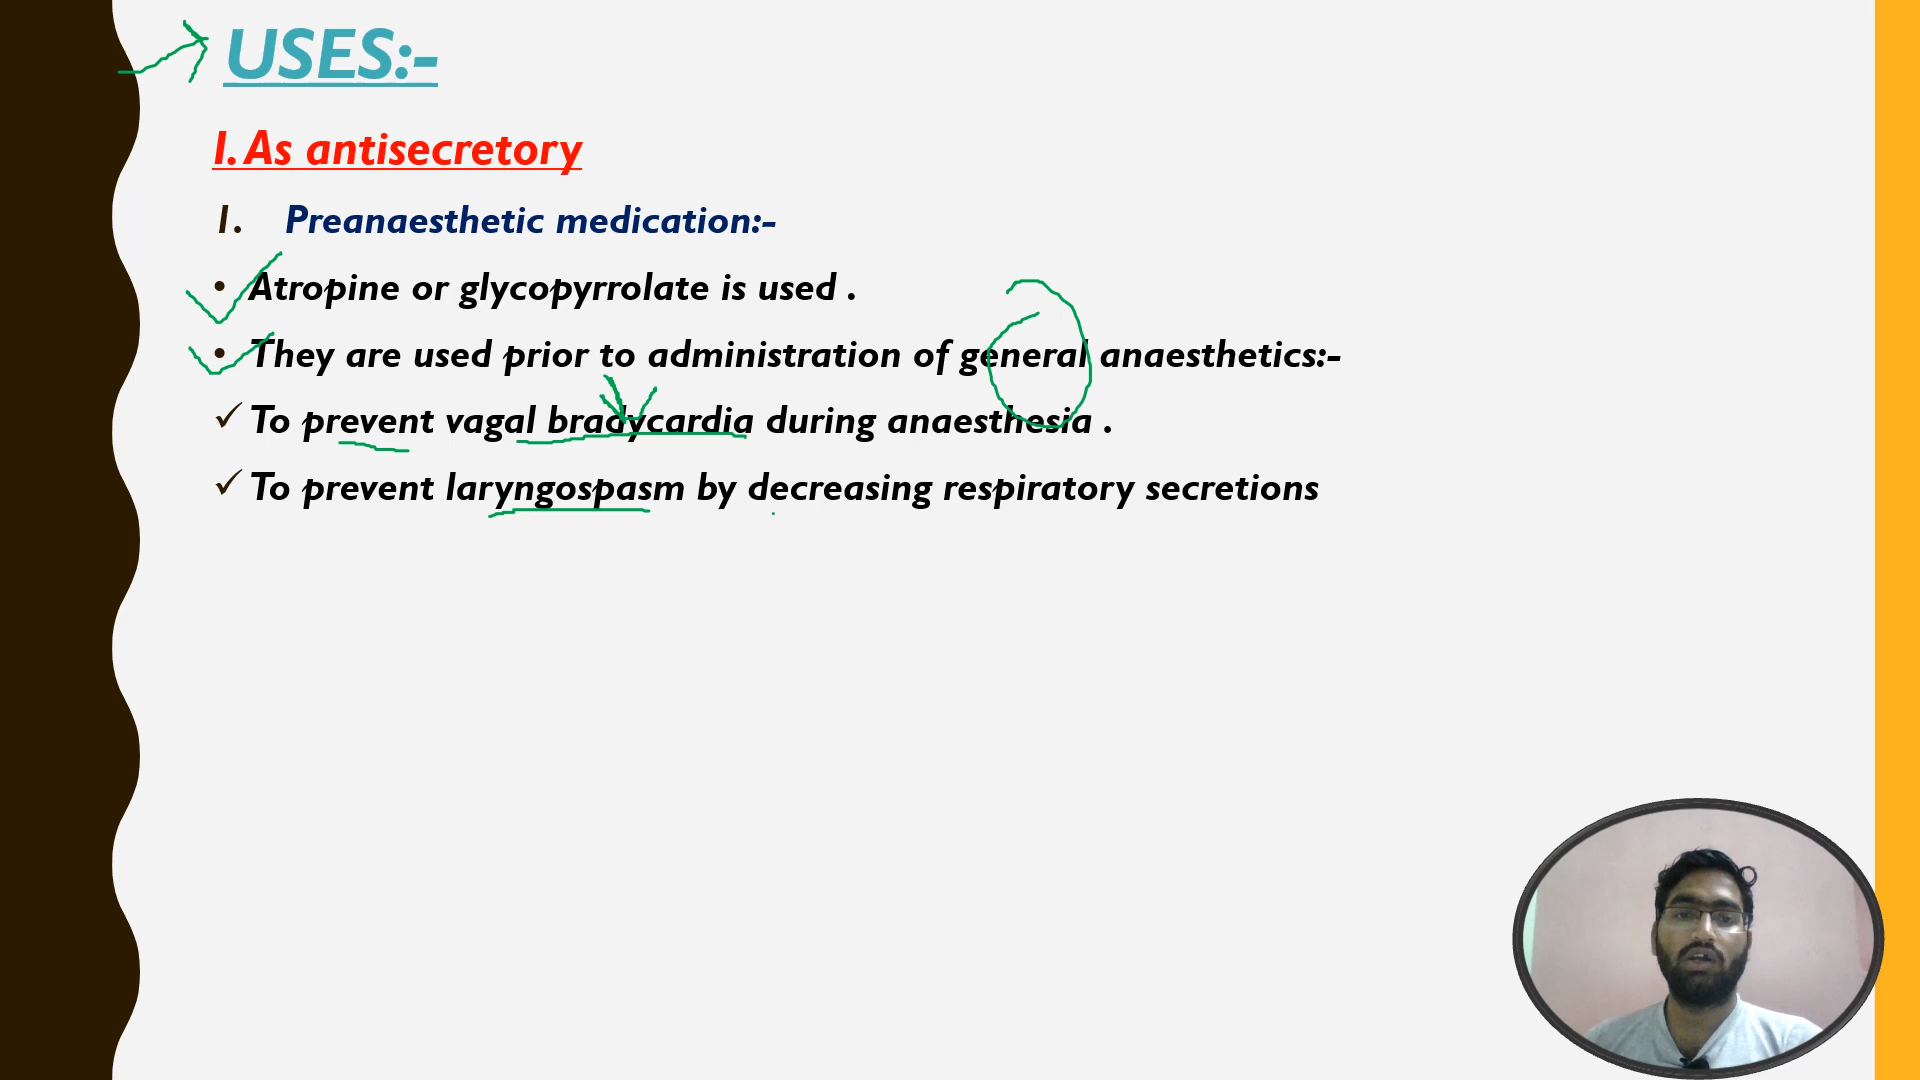 USES:-
I. As antisecretory
1. Preanaesthetic medication:-
• Atropine or glycopyrrolate is used .
• They are used prior to administration of general anaesthetics:-
✓ To prevent vagal bradycardia during anaesthesia .
✓ To prevent laryngospasm by decreasing respiratory secretions